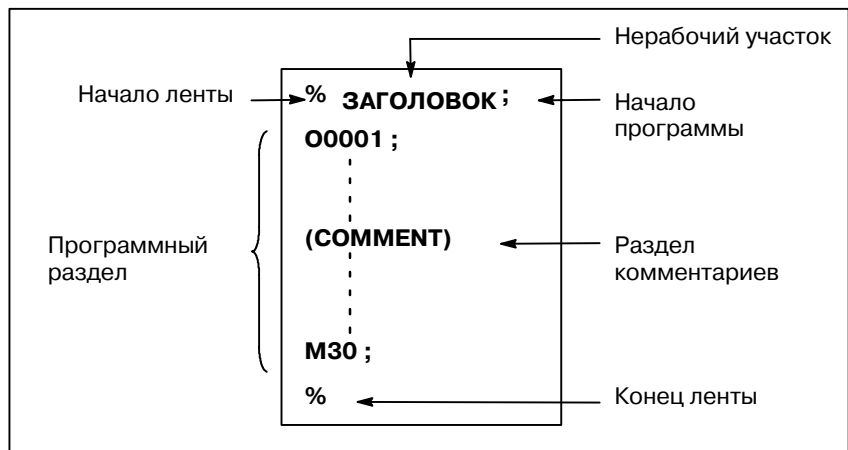 Нерабочий участок
Начало ленты
% ЗАГОЛОВОК ;
Начало
программы
O0001 ;
Программный
раздел
(COMMENT)
Раздел
комментариев
M30 ;
%
Конец ленты